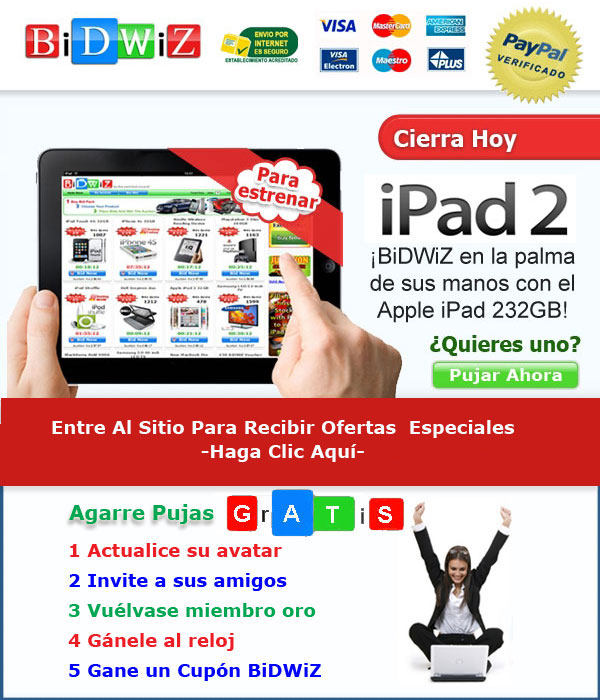 BiDWiZ
ENVIO POR
INTERNET
ES SEGURO
ESTABLECIMIENTO ACREDITADO
VISA
MasterCard
AMERICAN
EXPRESS
VISA
Electron
Maestro
PLUS
PayPal
VERIFICADO
Cierra Hoy
BiDWiZ
Para
estrenar
iPad 2
¡BiDWiZ en la palma
de sus manos con el
Apple iPad 232GB!
¿Quieres uno?
Pujar Ahora
Entre Al Sitio Para Recibir Ofertas Especiales
-Haga Clic Aquí-
Agarre Pujas GrATiS
1 Actualice su avatar
2 Invite a sus amigos
3 Vuélvase miembro oro
4 Gánele al reloj
5 Gane un Cupón BiDWiZ